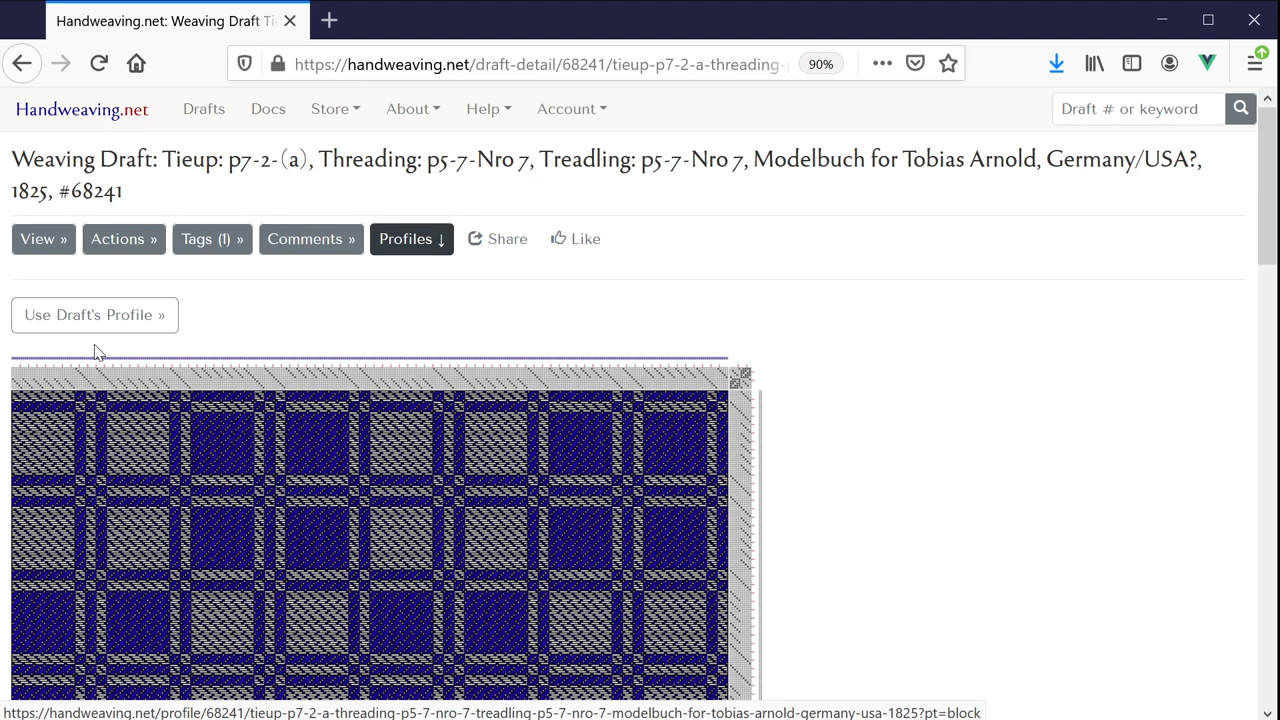 Handweaving.net: Weaving Draft Ti
https://handweaving.net/draft-detail/68241/tieup-p7-2-a-threading- 90%
Handweaving.net Drafts Docs Store About Help Account Draft # or keyword
Weaving Draft: Tieup: p7-2-(a), Threading: p5-7-Nro 7, Treadling: p5-7-Nro 7, Modelbuch for Tobias Arnold, Germany/USA?,
1825, #68241
View » Actions » Tags (1) » Comments » Profiles ↓ Share Like
Use Draft's Profile »
https://handweaving.net/profile/68241/tieup-p7-2-a-threading-p5-7-nro-7-treadling-p5-7-nro-7-modelbuch-for-tobias-arnold-germany-usa-1825?pt=block